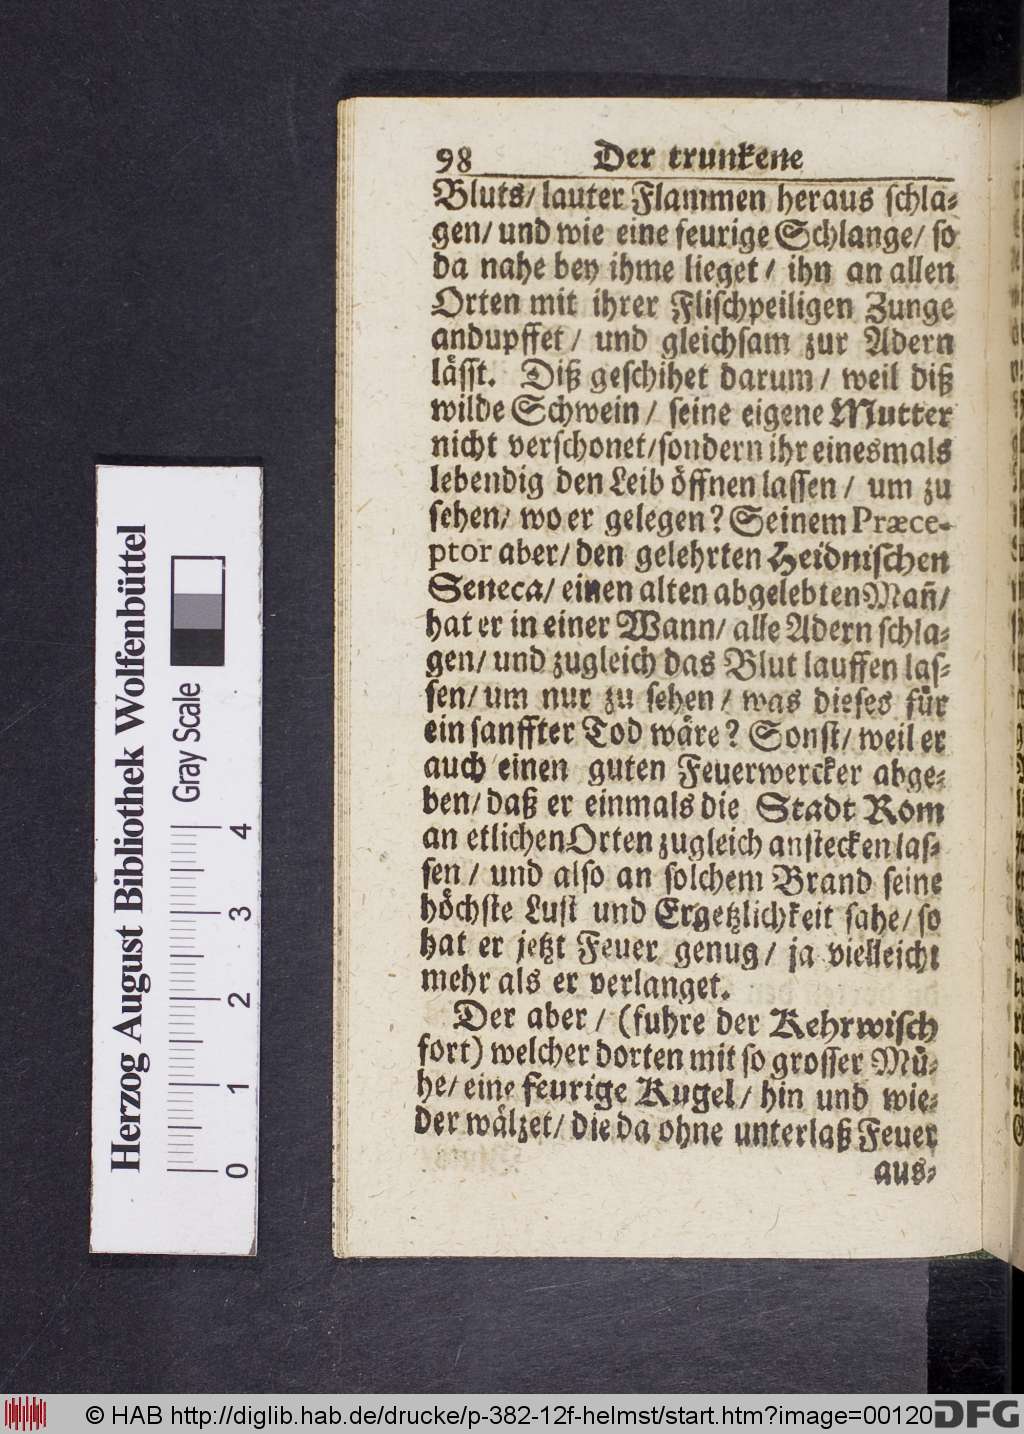 98 Der trunkene
Bluts/ lauter Flammen heraus schla-
gen/ und wie eine feurige Schlange/ so
da nahe bey ihme lieget/ ihn an allen
Orten mit ihrer Flischpeiligen Zunge
andupffet/ und gleichsam zur Adern
lässt. Diß geschihet darum/ weil diß
wilde Schwein/ seine eigene Mutter
nicht verschonet/ sondern ihr einesmals
lebendig den Leib öffnen lassen/ um zu
sehen/ wo er gelegen? Seinem Præce-
ptor aber/ den gelehrten Heidnischen
Seneca/ einen alten abgelebten Mañ/
hat er in einer Wann/ alle Adern schla-
gen/ und zugleich das Blut lauffen las-
sen/ um nur zu sehen/ was dieses für
ein sanffter Tod wäre? Sonst/ weil er
auch einen guten Feuerwercker abge-
ben/ daß er einmals die Stadt Rom
an etlichen Orten zugleich anstecken las-
sen/ und also an solchem Brand seine
höchste Lust und Ergetzlichkeit sahe/ so
hat er jetzt Feuer genug/ ja vielleicht
mehr als er verlanget.
Der aber/ (fuhre der Kehrwisch
fort) welcher dorten mit so grosser Mü-
he/ eine feurige Kugel/ hin und wie-
der wälzet/ die da ohne unterlaß Feuer
aus-
Herzog August Bibliothek Wolfenbüttel
Gray Scale
0 1 2 3 4
© HAB http://diglib.hab.de/drucke/p-382-12f-helmst/start.htm?image=00120
DFG